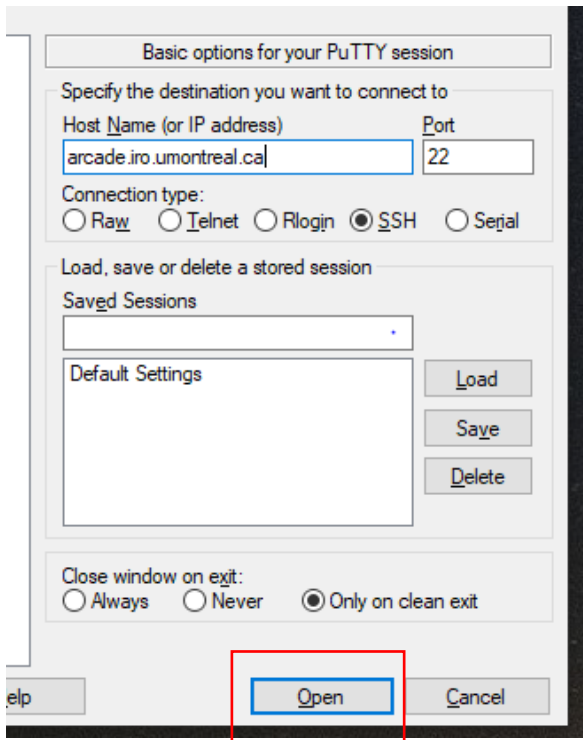 Basic options for your PuTTY session
Specify the destination you want to connect to
Host Name (or IP address) Port
arcade.iro.umontreal.ca 22
Connection type:
Raw Telnet Rlogin SSH Serial
Load, save or delete a stored session
Saved Sessions
Default Settings
Load
Save
Delete
Close window on exit:
Always Never Only on clean exit
elp Open Cancel